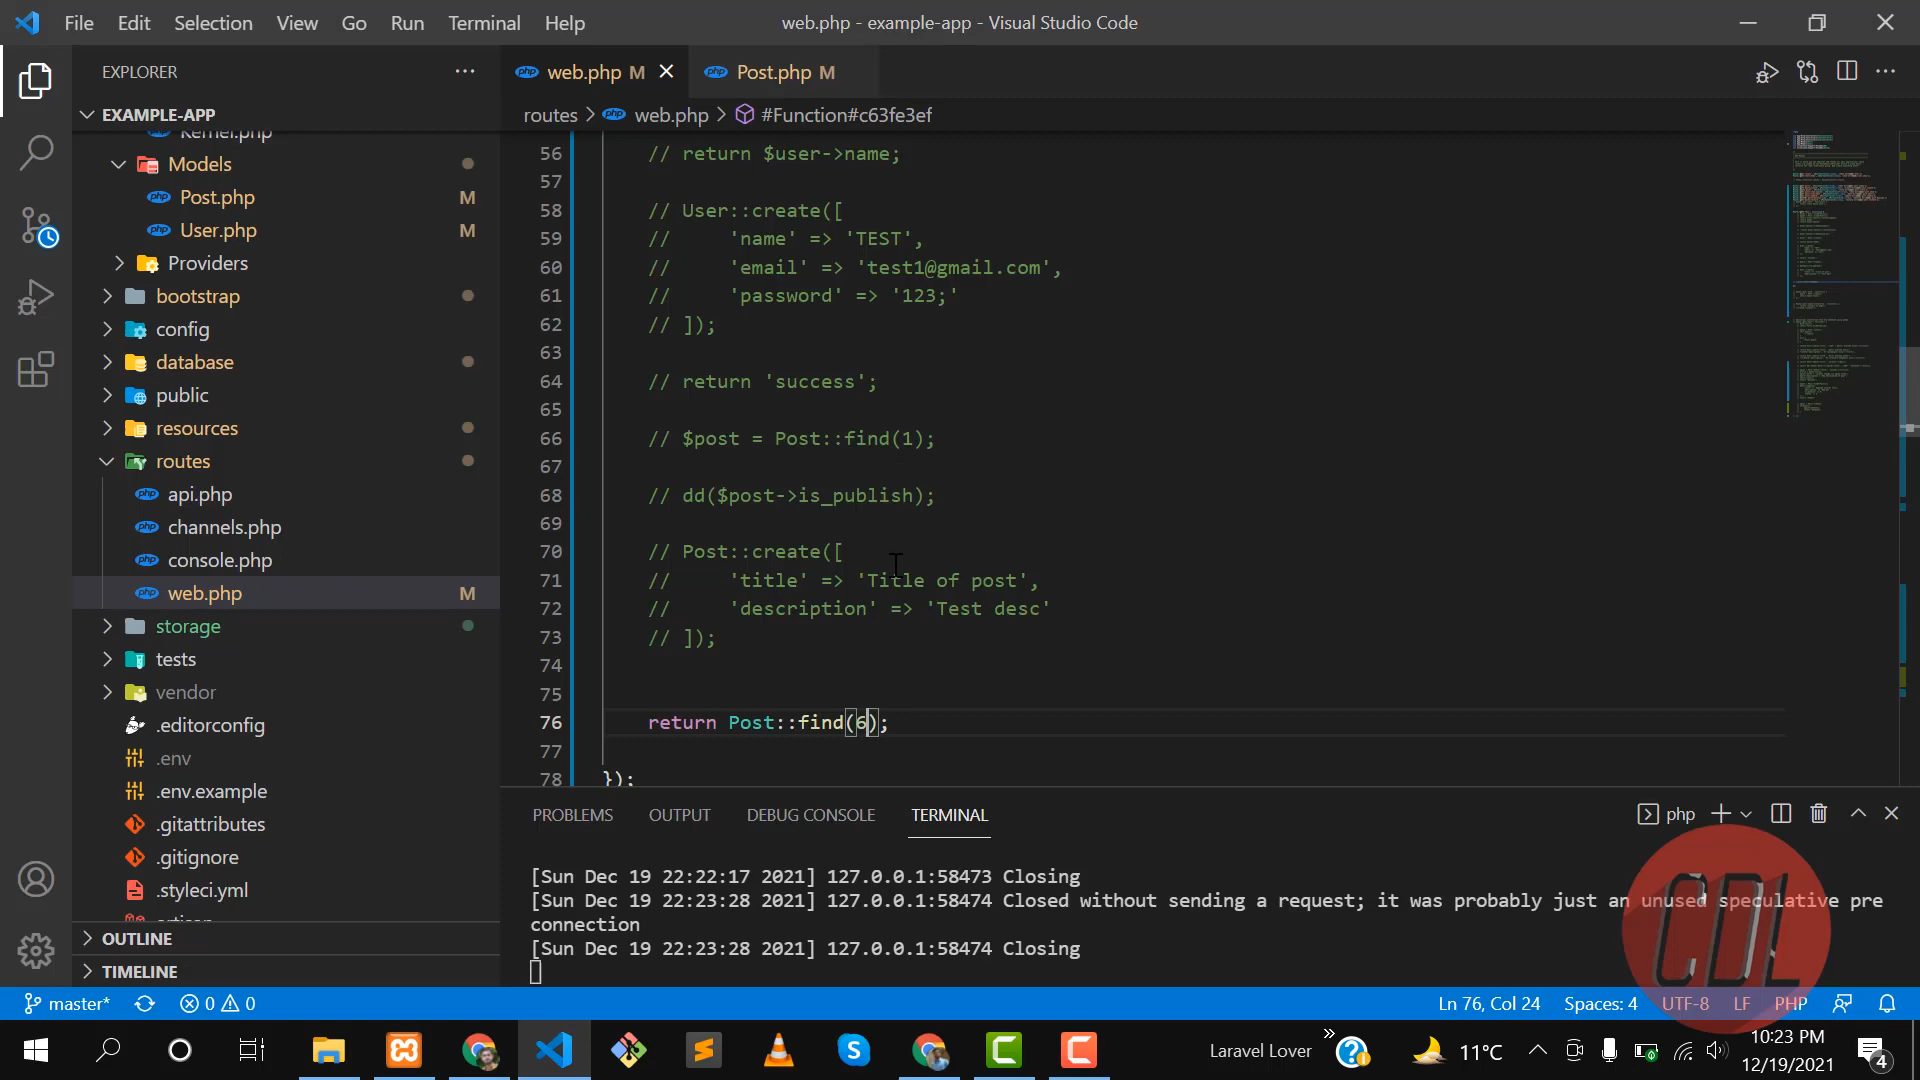 File Edit Selection View Go Run Terminal Help
web.php - example-app - Visual Studio Code
EXPLORER
web.php M
Post.php M
EXAMPLE-APP
routes > web.php > #Function#c63fe3ef
Kernel.php
Models
Post.php M
User.php M
Providers
bootstrap
config
database
public
resources
routes
api.php
channels.php
console.php
web.php M
storage
tests
vendor
.editorconfig
.env
.env.example
.gitattributes
.gitignore
.styleci.yml
artisan
OUTLINE
TIMELINE
56 // return $user->name;
57
58 // User::create([
59 //     'name' => 'TEST',
60 //     'email' => 'test1@gmail.com',
61 //     'password' => '123;'
62 // ]);
63
64 // return 'success';
65
66 // $post = Post::find(1);
67
68 // dd($post->is_publish);
69
70 // Post::create([
71 //     'title' => 'Title of post',
72 //     'description' => 'Test desc'
73 // ]);
74
75
76 return Post::find(6);
77
78 });
PROBLEMS OUTPUT DEBUG CONSOLE TERMINAL
php
[Sun Dec 19 22:22:17 2021] 127.0.0.1:58473 Closing
[Sun Dec 19 22:23:28 2021] 127.0.0.1:58474 Closed without sending a request; it was probably just an unused speculative pre
connection
[Sun Dec 19 22:23:28 2021] 127.0.0.1:58474 Closing
CDL
master* 0 0
Ln 76, Col 24 Spaces: 4 UTF-8 LF PHP
Laravel Lover
11°C
10:23 PM
12/19/2021
4